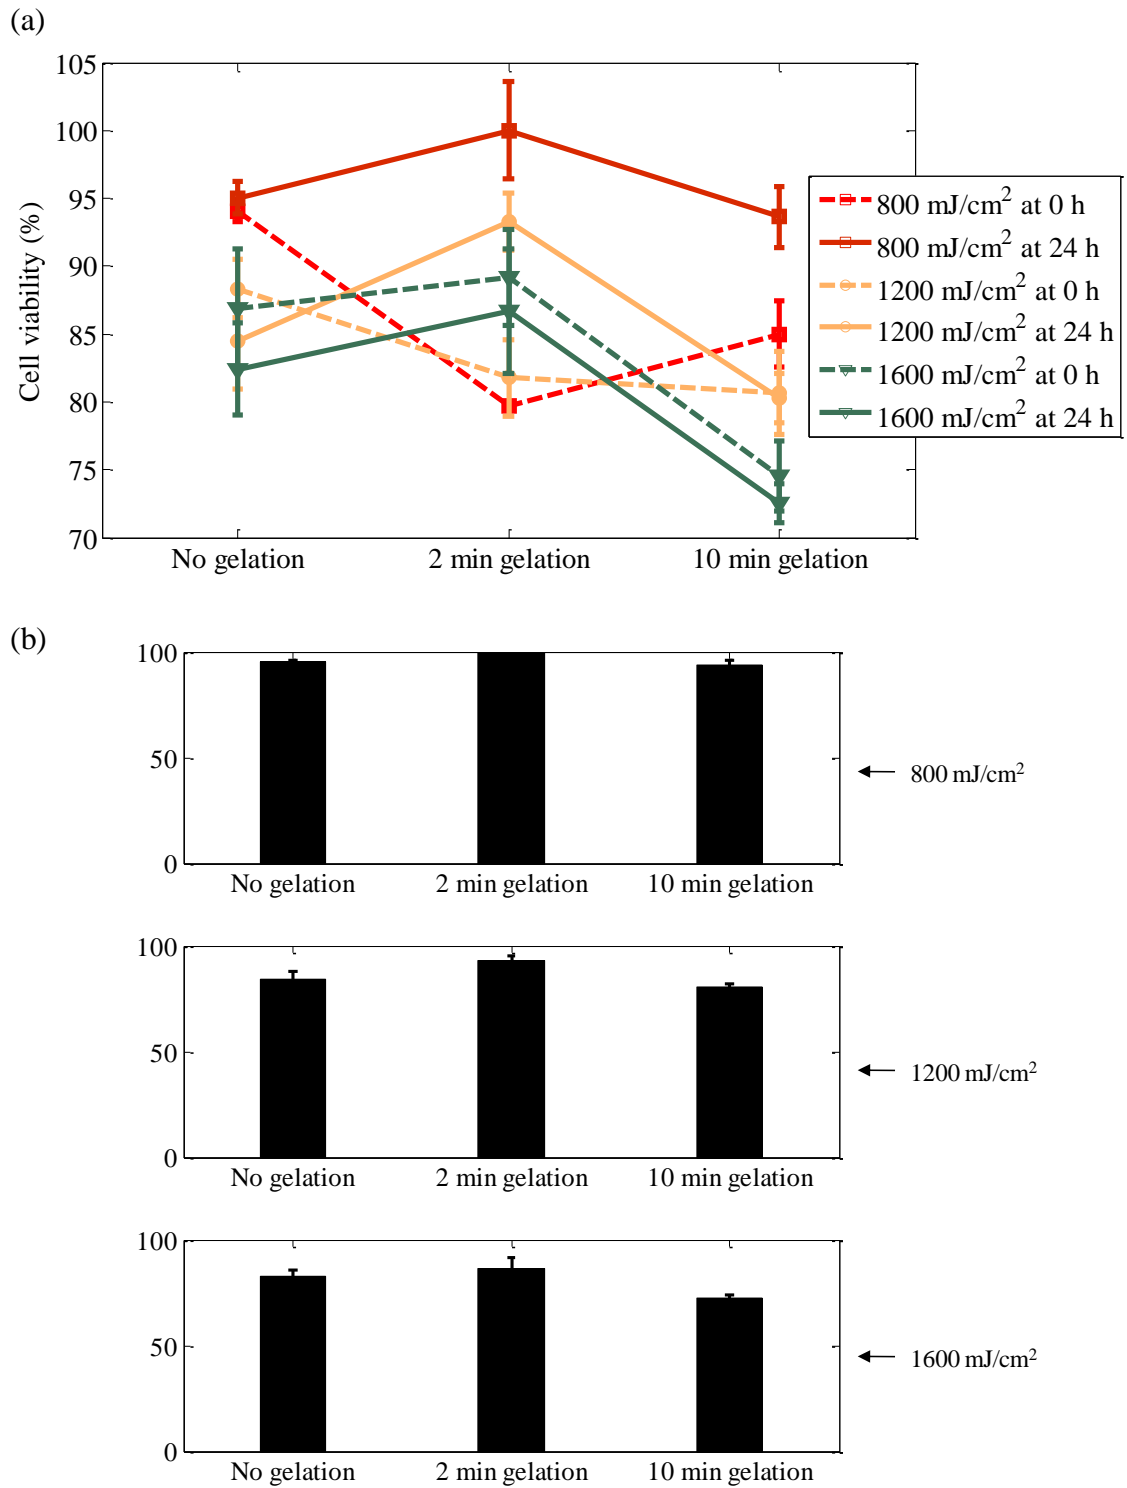 (a)
105
100
95
90
85
80
75
70
Cell viability (%)
No gelation 2 min gelation 10 min gelation
800 mJ/cm² at 0 h
800 mJ/cm² at 24 h
1200 mJ/cm² at 0 h
1200 mJ/cm² at 24 h
1600 mJ/cm² at 0 h
1600 mJ/cm² at 24 h
(b)
100
50
0
No gelation 2 min gelation 10 min gelation
800 mJ/cm²
100
50
0
No gelation 2 min gelation 10 min gelation
1200 mJ/cm²
100
50
0
No gelation 2 min gelation 10 min gelation
1600 mJ/cm²